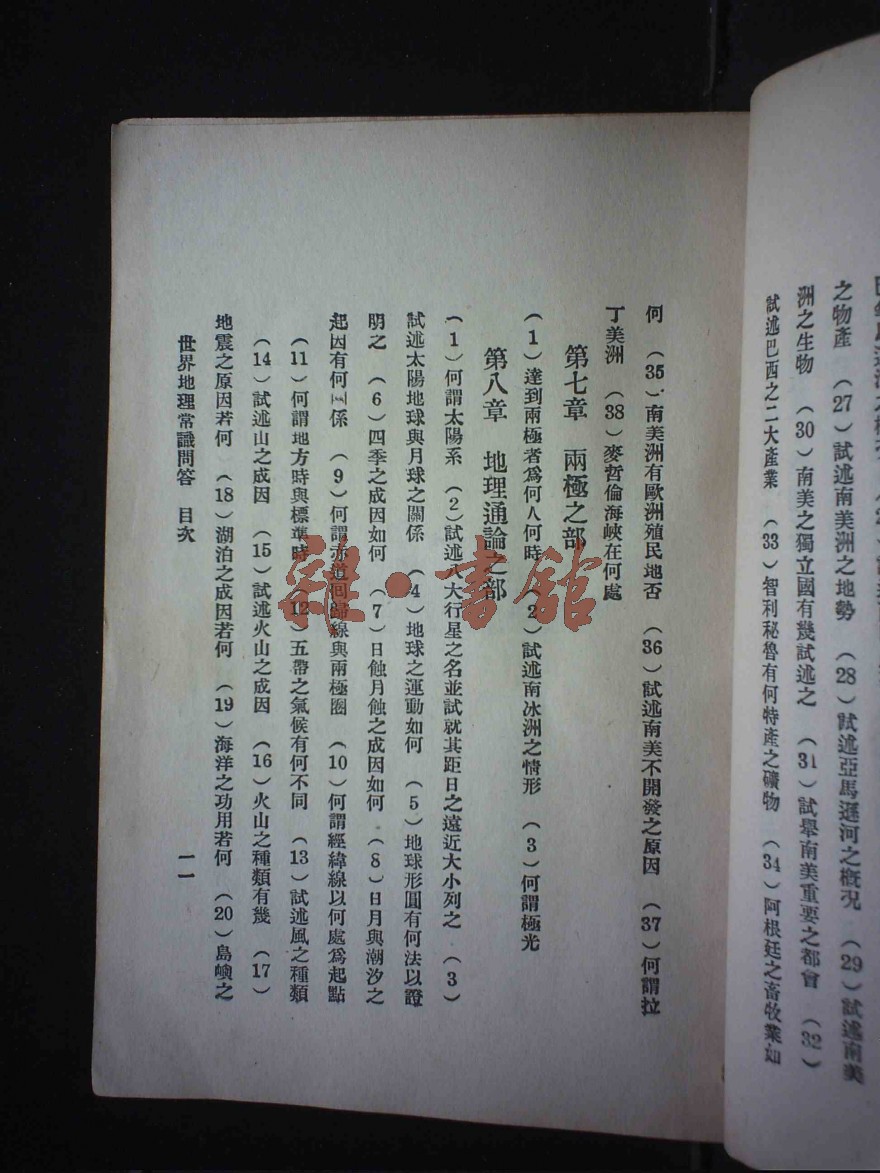 之物產 （27）試述南美洲之地勢 （28）試述亞馬遜河之概況 （29）試述南美
洲之生物 （30）南美之獨立國有幾試述之 （31）試舉南美重要之都會 （32）
試述巴西之二大產業 （33）智利秘魯有何特產之礦物 （34）阿根廷之畜牧業如
何 （35）南美洲有歐洲殖民地否 （36）試述南美不開發之原因 （37）何謂拉
丁美洲 （38）麥哲倫海峽在何處
第七章 兩極之部
（1）達到兩極者為何人何時 （2）試述南冰洲之情形 （3）何謂極光
第八章 地理通論之部
（1）何謂太陽系 （2）試述八大行星之名並試就其距日之遠近大小列之 （3）
試述太陽地球與月球之關係 （4）地球之運動如何 （5）地球形圓有何法以證
明之 （6）四季之成因如何 （7）日蝕月蝕之成因如何 （8）日月與潮汐之
起因有何係 （9）何謂赤道回歸線與兩極圈 （10）何謂經緯線以何處為起點
（11）何謂地方時與標準時 （12）五帶之氣候有何不同 （13）試述風之種類
（14）試述山之成因 （15）試述火山之成因 （16）火山之種類有幾 （17）
地震之原因若何 （18）湖泊之成因若何 （19）海洋之功用若何 （20）島嶼之
世界地理常識問答 目次
一一
雜·書館